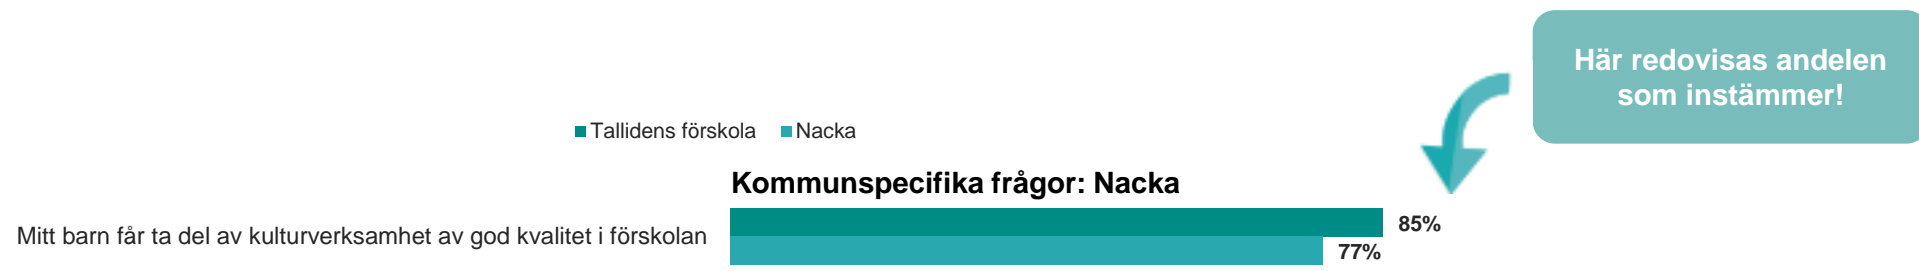 Här redovisas andelen
som instämmer!
Tallidens förskola Nacka
Kommunspecifika frågor: Nacka
Mitt barn får ta del av kulturverksamhet av god kvalitet i förskolan
85%
77%